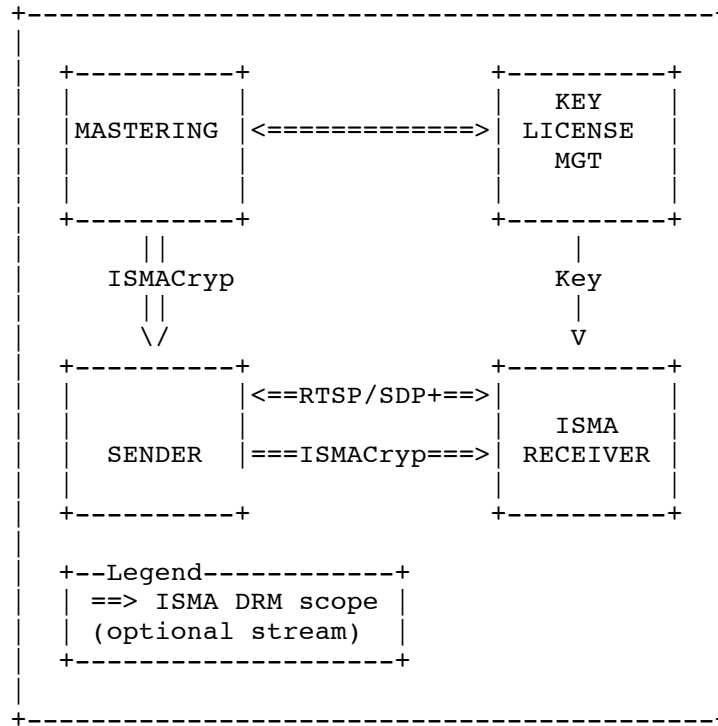 KEY
MASTERING <=============> LICENSE
MGT
ISMACryp Key
\/ V
<==RTSP/SDP+==>
ISMA
SENDER ===ISMACryp===> RECEIVER
+--Legend------------+
==> ISMA DRM scope
(optional stream)